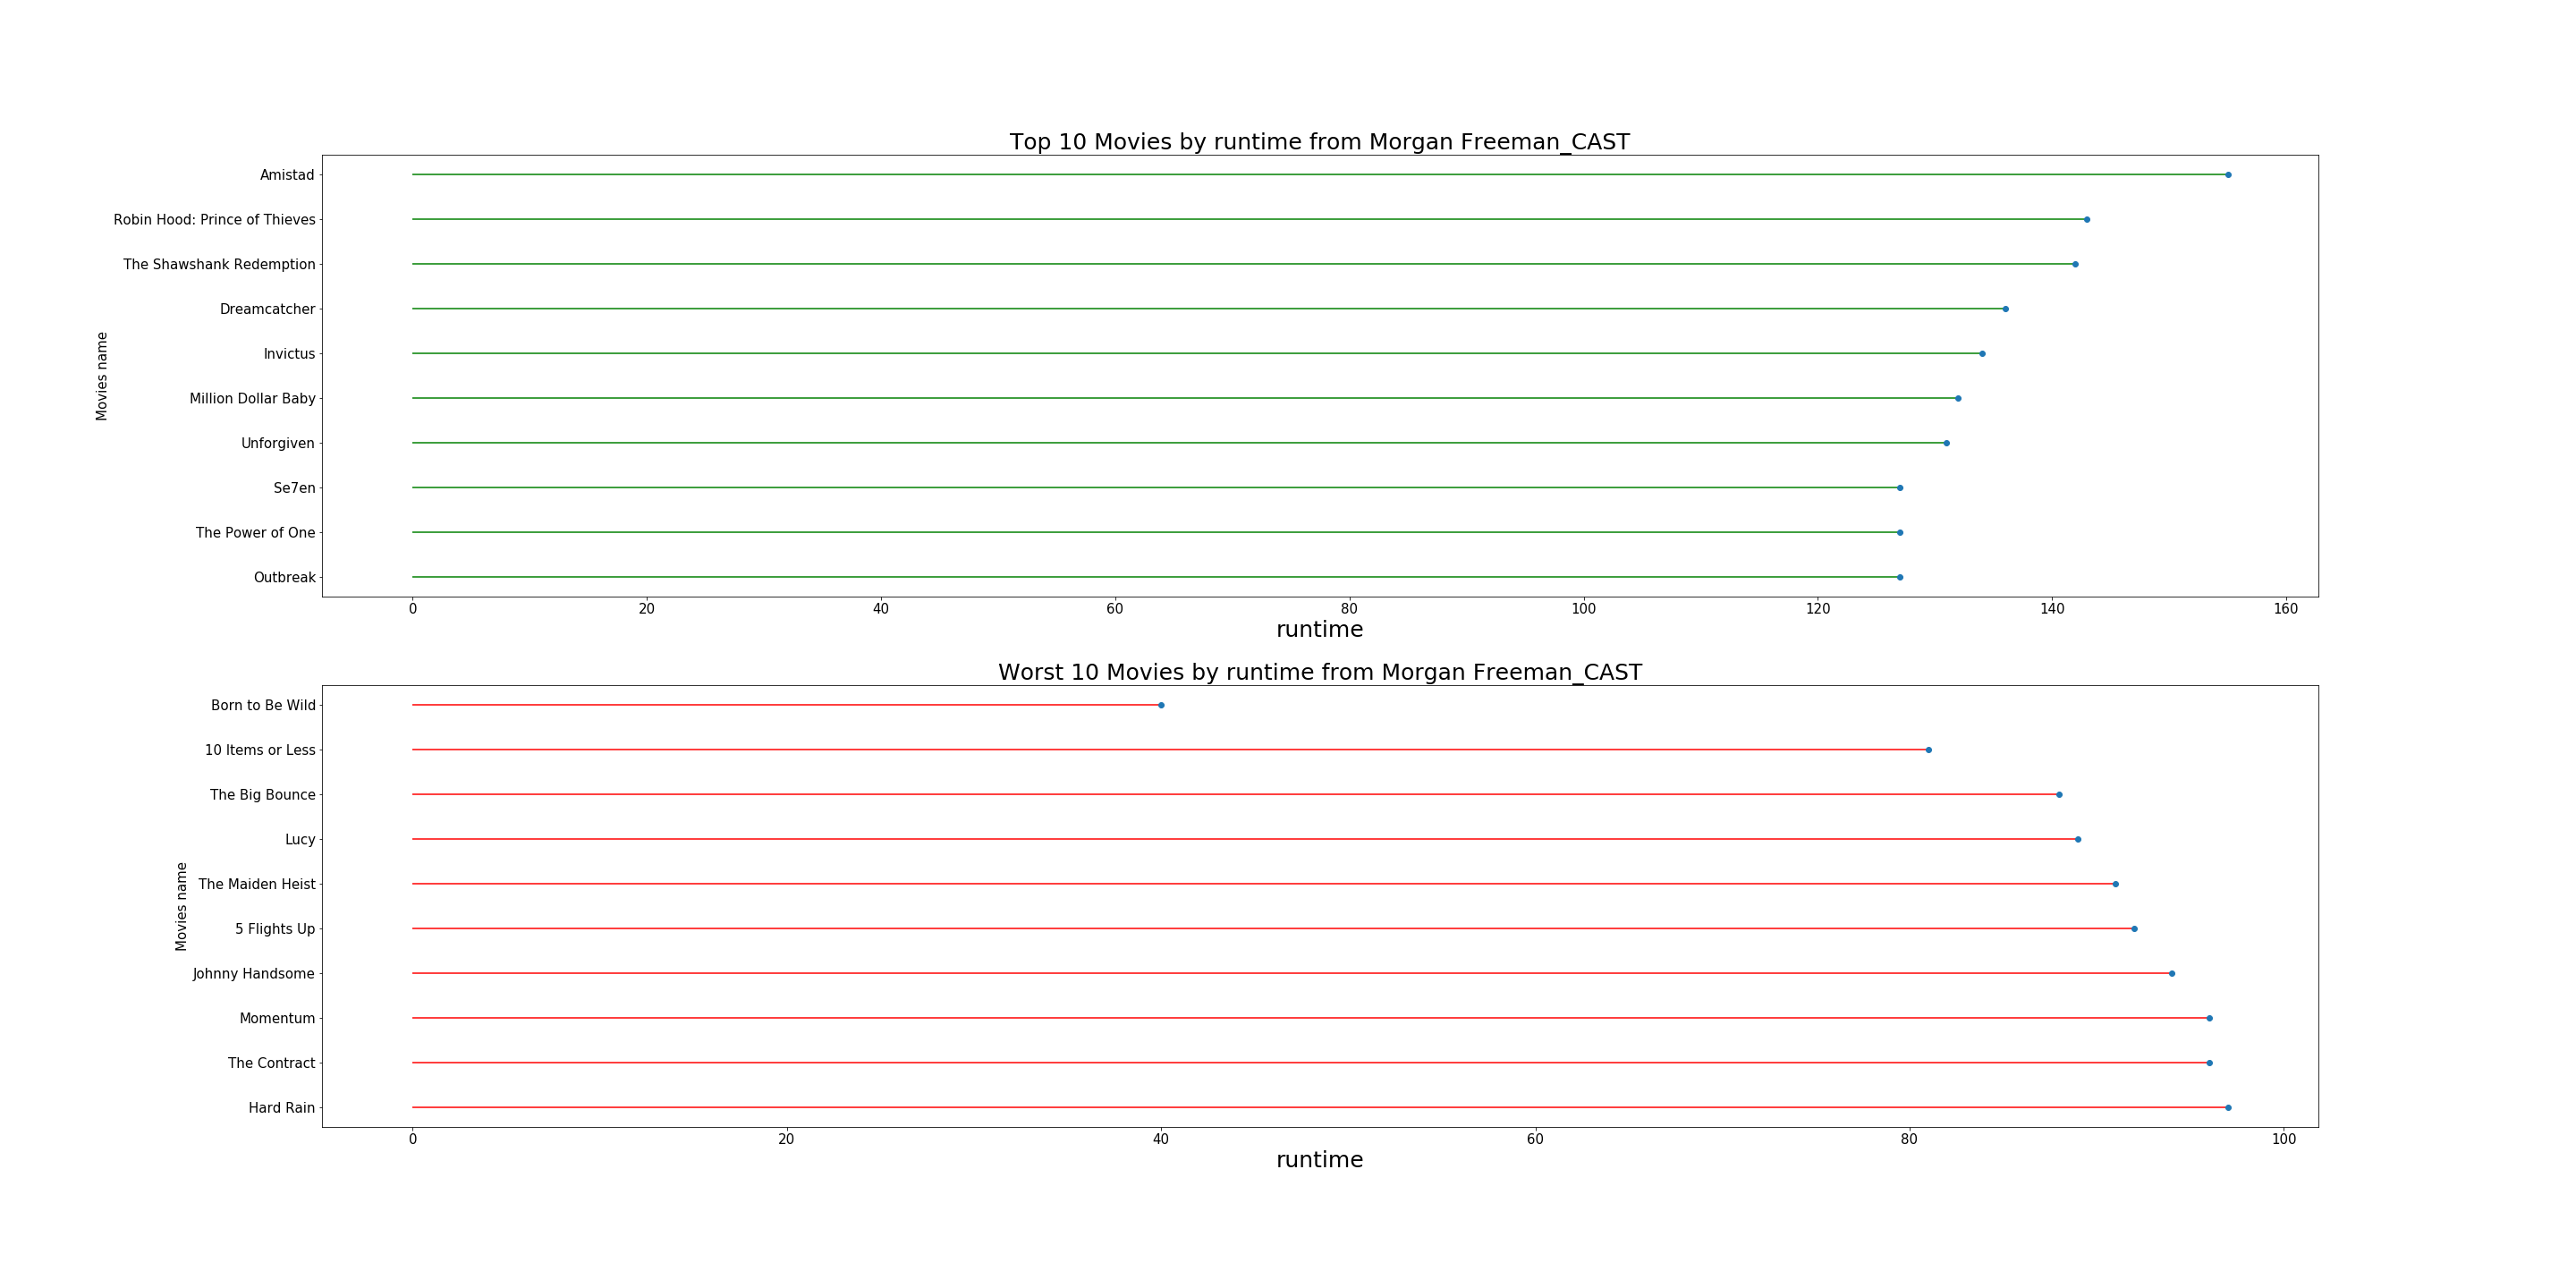 Top 10 Movies by runtime from Morgan Freeman_CAST
Movies name
Amistad
Robin Hood: Prince of Thieves
The Shawshank Redemption
Dreamcatcher
Invictus
Million Dollar Baby
Unforgiven
Se7en
The Power of One
Outbreak
0 20 40 60 80 100 120 140 160
runtime
Worst 10 Movies by runtime from Morgan Freeman_CAST
Movies name
Born to Be Wild
10 Items or Less
The Big Bounce
Lucy
The Maiden Heist
5 Flights Up
Johnny Handsome
Momentum
The Contract
Hard Rain
0 20 40 60 80 100
runtime